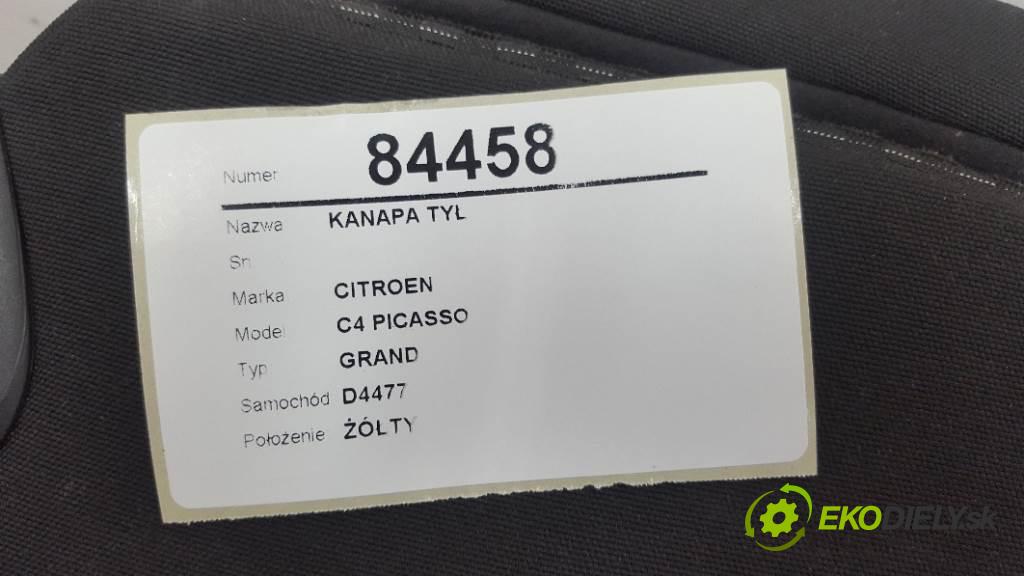 Numer 84458
Nazwa KANAPA TYŁ
Sn
Marka CITROEN
Model C4 PICASSO
Typ GRAND
Samochód D4477
Położenie ŻÓŁTY
EKODIELY.sk